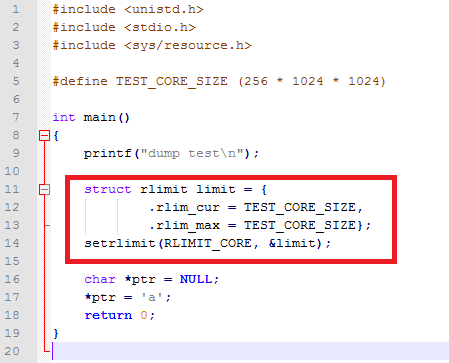 1 #include <unistd.h>
2 #include <stdio.h>
3 #include <sys/resource.h>
4
5 #define TEST_CORE_SIZE (256 * 1024 * 1024)
6
7 int main()
8 {
9     printf("dump test\n");
10
11     struct rlimit limit = {
12             .rlim_cur = TEST_CORE_SIZE,
13             .rlim_max = TEST_CORE_SIZE};
14     setrlimit(RLIMIT_CORE, &limit);
15
16     char *ptr = NULL;
17     *ptr = 'a';
18     return 0;
19 }
20